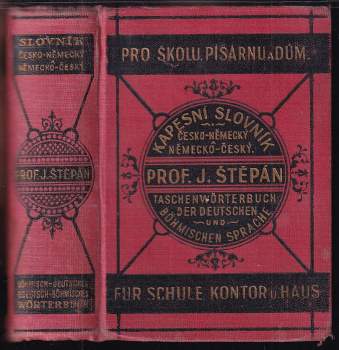 SLOVNÍK
ČESKO-NĚMECKÝ
NĚMECKO-ČESKÝ
PROF. J. ŠTĚPÁN
BÖHMISCH-DEUTSCHES
DEUTSCH-BÖHMISCHES
WÖRTERBUCH
PRO ŠKOLU, PÍSÁRNU A DŮM.
KAPESNÍ SLOVNÍK
ČESKO-NĚMECKÝ
NĚMECKO-ČESKÝ.
PROF. J. ŠTĚPÁN
TASCHENWÖRTERBUCH
DER DEUTSCHEN
UND
BÖHMISCHEN SPRACHE
FÜR SCHULE KONTOR U. HAUS